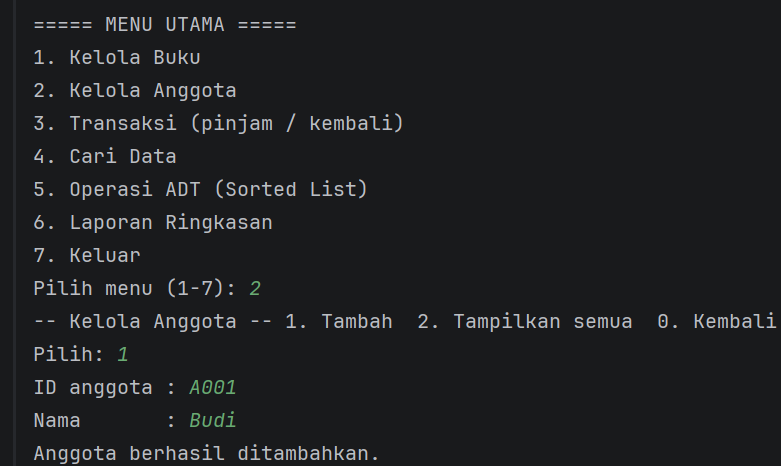 ===== MENU UTAMA =====
1. Kelola Buku
2. Kelola Anggota
3. Transaksi (pinjam / kembali)
4. Cari Data
5. Operasi ADT (Sorted List)
6. Laporan Ringkasan
7. Keluar
Pilih menu (1-7): 2
-- Kelola Anggota -- 1. Tambah  2. Tampilkan semua  0. Kembali
Pilih: 1
ID anggota : A001
Nama       : Budi
Anggota berhasil ditambahkan.